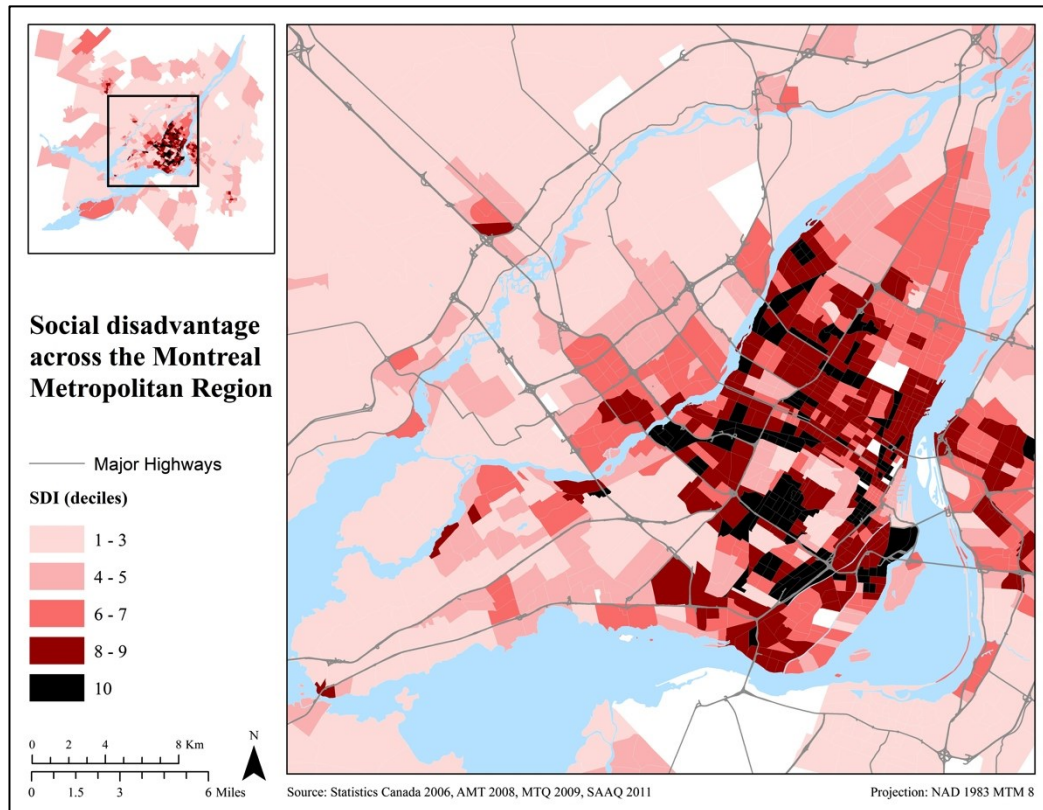 Social disadvantage
across the Montreal
Metropolitan Region
Major Highways
SDI (deciles)
1 - 3
4 - 5
6 - 7
8 - 9
10
0 2 4 8 Km
0 1.5 3 6 Miles
N
Source: Statistics Canada 2006, AMT 2008, MTQ 2009, SAAQ 2011
Projection: NAD 1983 MTM 8